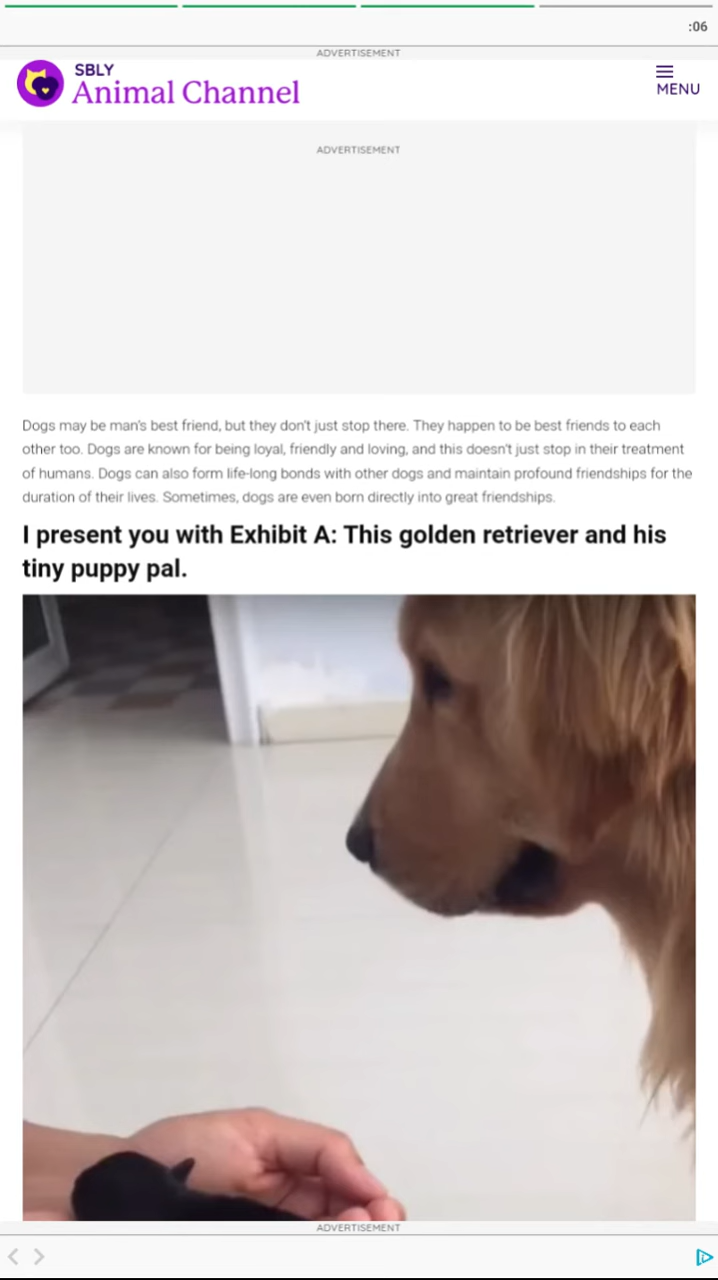 :06
ADVERTISEMENT
SBLY
Animal Channel
MENU
ADVERTISEMENT
Dogs may be man's best friend, but they don't just stop there. They happen to be best friends to each
other too. Dogs are known for being loyal, friendly and loving, and this doesn't just stop in their treatment
of humans. Dogs can also form life-long bonds with other dogs and maintain profound friendships for the
duration of their lives. Sometimes, dogs are even born directly into great friendships.
I present you with Exhibit A: This golden retriever and his
tiny puppy pal.
ADVERTISEMENT